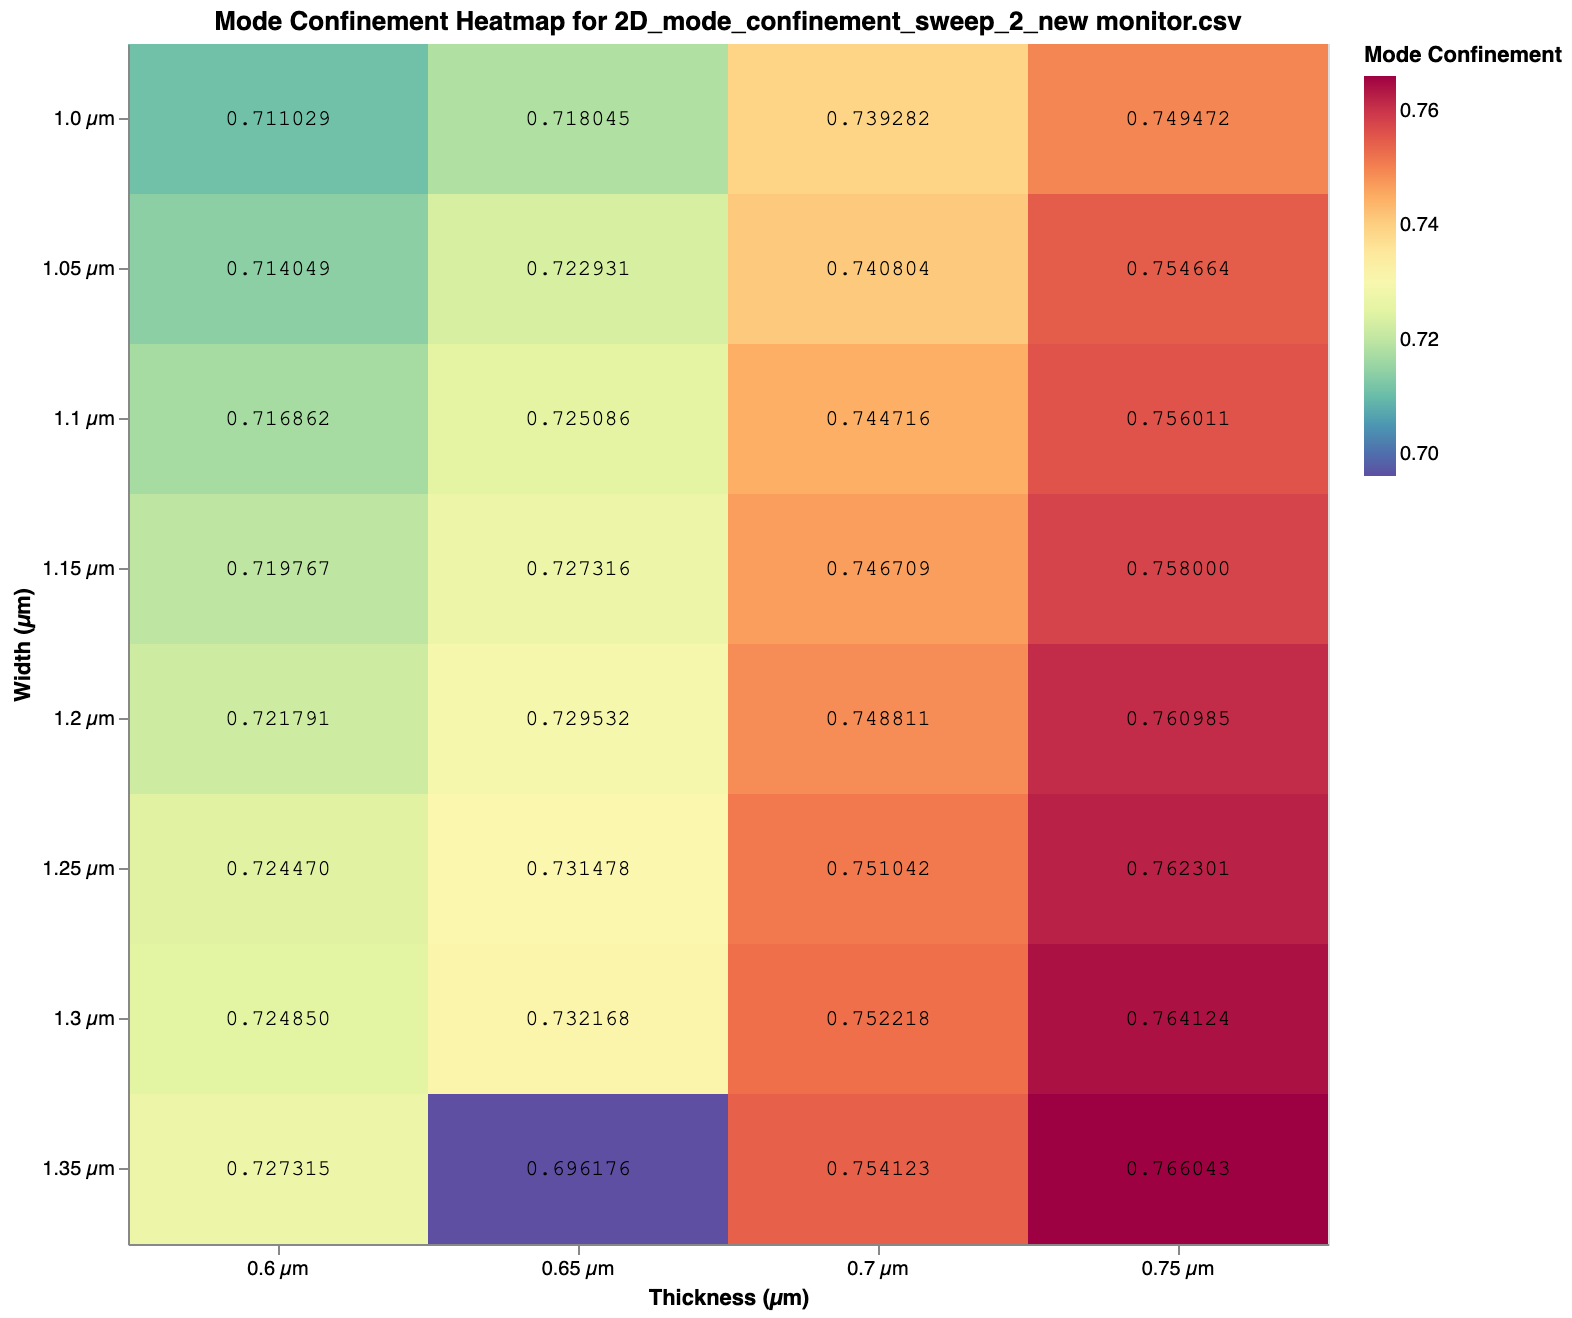 Mode Confinement Heatmap for 2D_mode_confinement_sweep_2_new monitor.csv
Mode Confinement
0.76
0.74
0.72
0.70
Width (µm)
1.0 µm 0.711029 0.718045 0.739282 0.749472
1.05 µm 0.714049 0.722931 0.740804 0.754664
1.1 µm 0.716862 0.725086 0.744716 0.756011
1.15 µm 0.719767 0.727316 0.746709 0.758000
1.2 µm 0.721791 0.729532 0.748811 0.760985
1.25 µm 0.724470 0.731478 0.751042 0.762301
1.3 µm 0.724850 0.732168 0.752218 0.764124
1.35 µm 0.727315 0.696176 0.754123 0.766043
0.6 µm 0.65 µm 0.7 µm 0.75 µm
Thickness (µm)